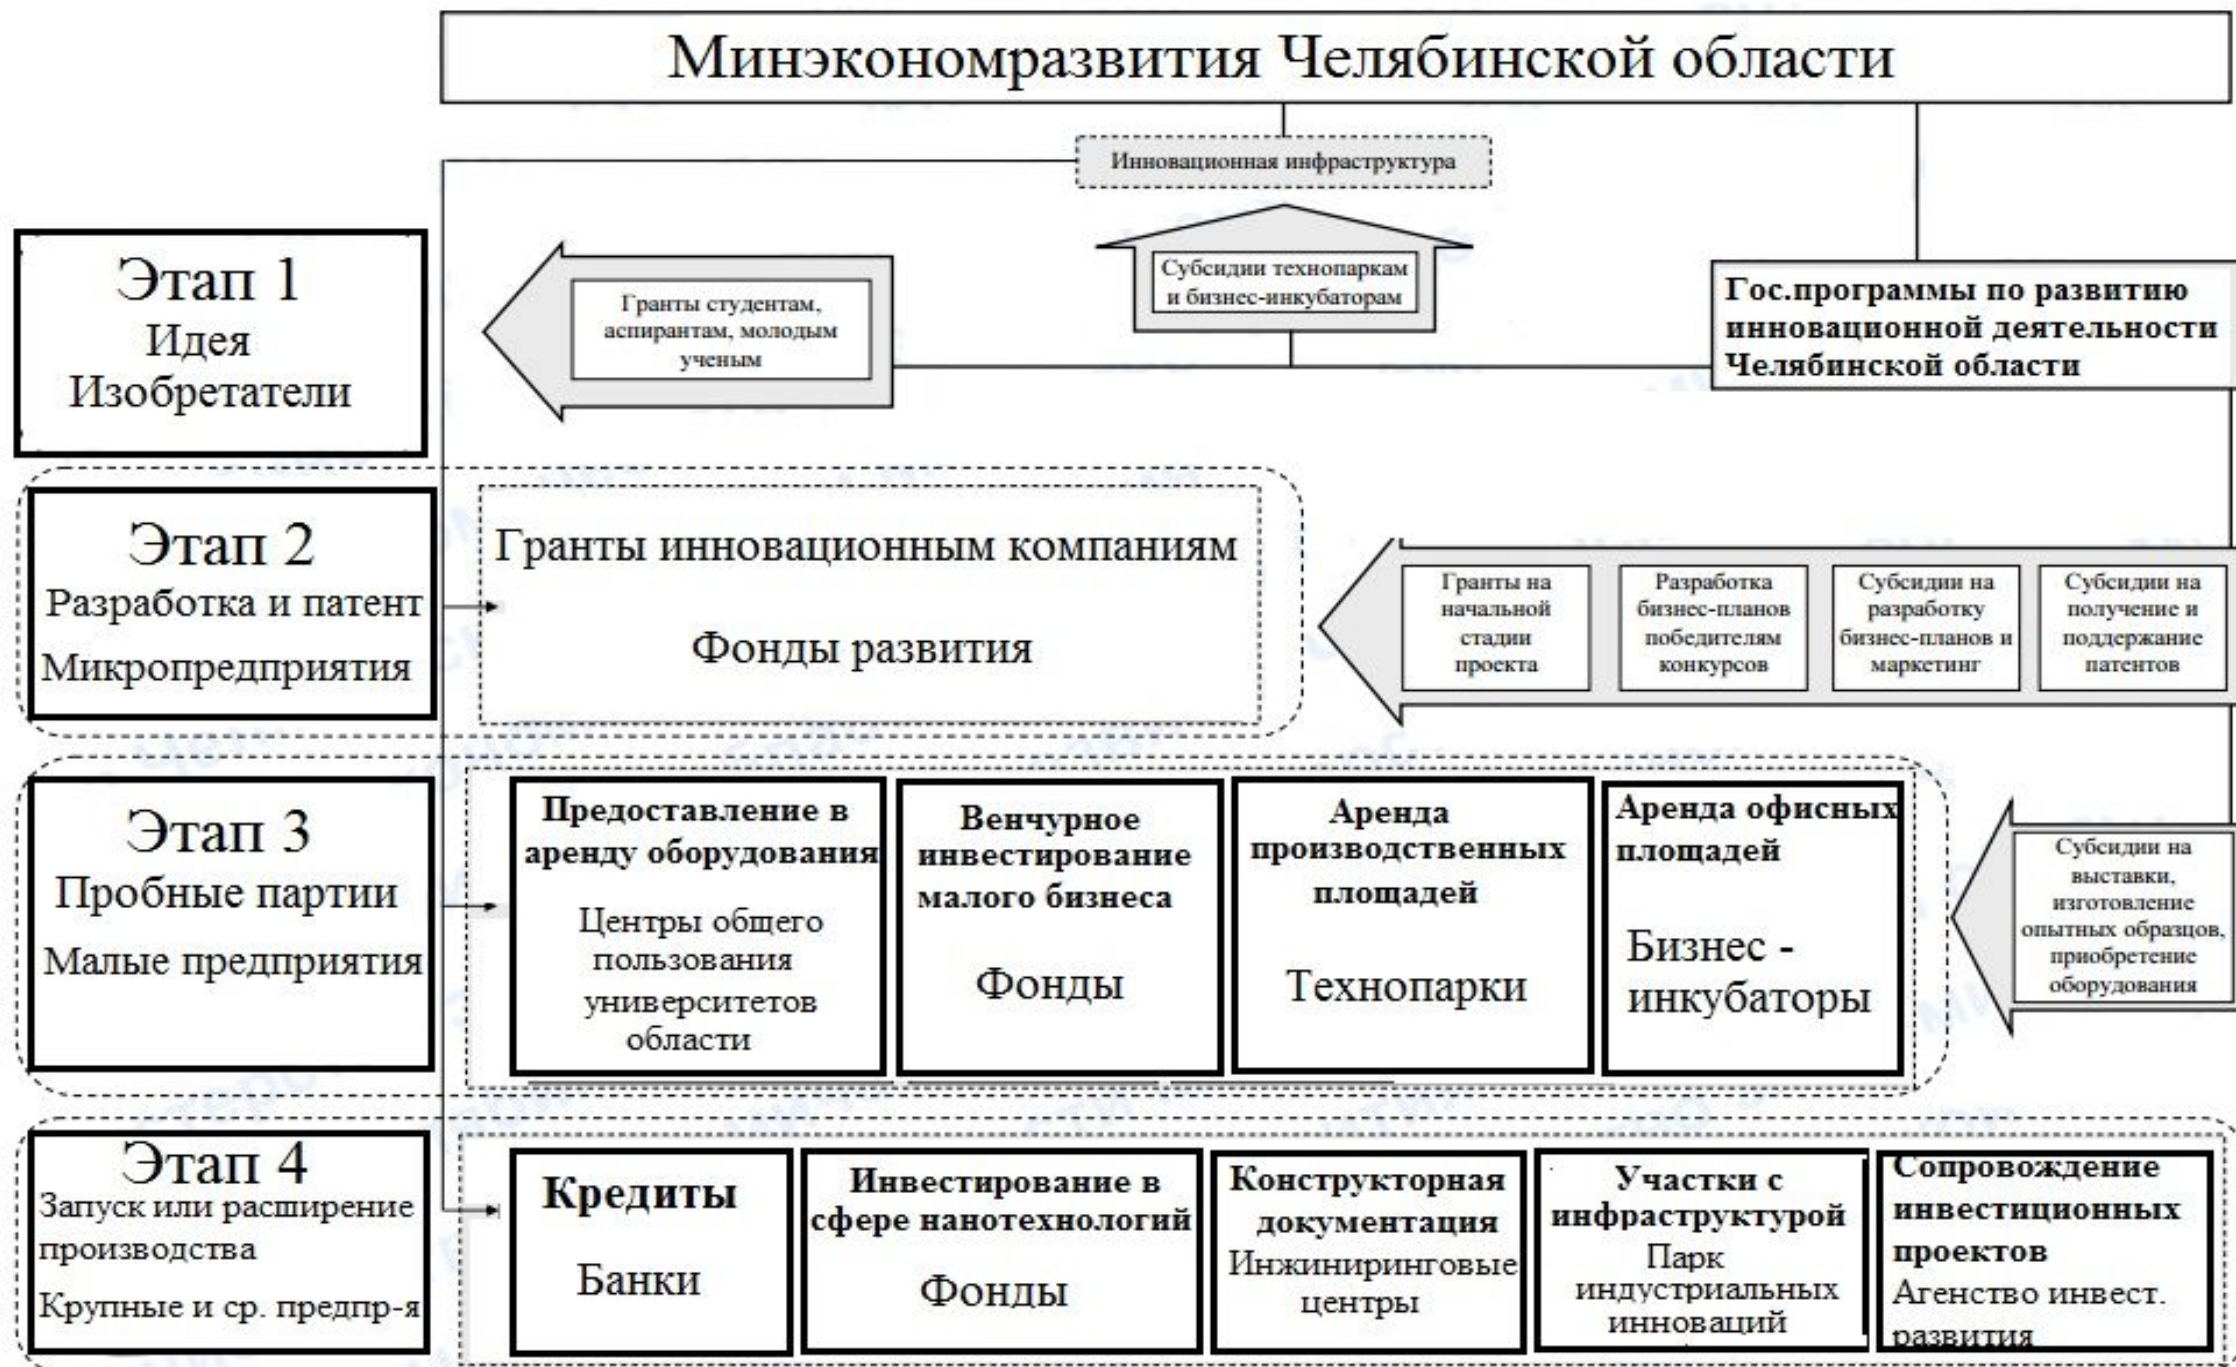 Минэкономразвития Челябинской области
Инновационная инфраструктура
Этап 1
Идея
Изобретатели
Гранты студентам,
аспирантам, молодым
ученым
Субсидии технопаркам
и бизнес-инкубаторам
Гос.программы по развитию
инновационной деятельности
Челябинской области
Этап 2
Разработка и патент
Микропредприятия
Гранты инновационным компаниям
Фонды развития
Гранты на
начальной
стадии
проекта
Разработка
бизнес-планов
победителям
конкурсов
Субсидии на
разработку
бизнес-планов и
маркетинг
Субсидии на
получение и
поддержание
патентов
Этап 3
Пробные партии
Малые предприятия
Предоставление в
аренду оборудования
Центры общего
пользования
университетов
области
Венчурное
инвестирование
малого бизнеса
Фонды
Аренда
производственных
площадей
Технопарки
Аренда офисных
площадей
Бизнес -
инкубаторы
Субсидии на
выставки,
изготовление
опытных образцов,
приобретение
оборудования
Этап 4
Запуск или расширение
производства
Крупные и ср. предпр-я
Кредиты
Банки
Инвестирование в
сфере нанотехнологий
Фонды
Конструкторная
документация
Инжиниринговые
центры
Участки с
инфраструктурой
Парк
индустриальных
инноваций
Сопровождение
инвестиционных
проектов
Агенство инвест.
развития